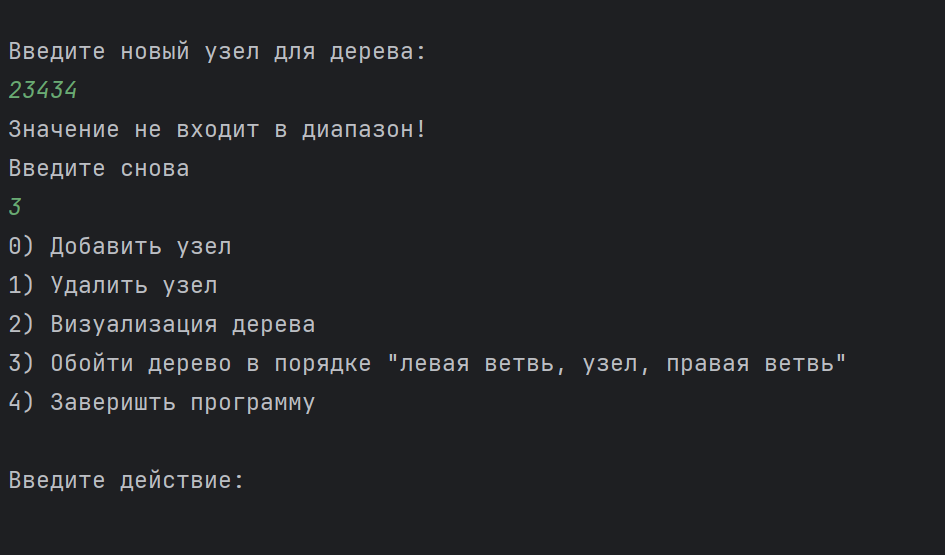 Введите новый узел для дерева:
23434
Значение не входит в диапазон!
Введите снова
3
0) Добавить узел
1) Удалить узел
2) Визуализация дерева
3) Обойти дерево в порядке "левая ветвь, узел, правая ветвь"
4) Заверишть программу
Введите действие: